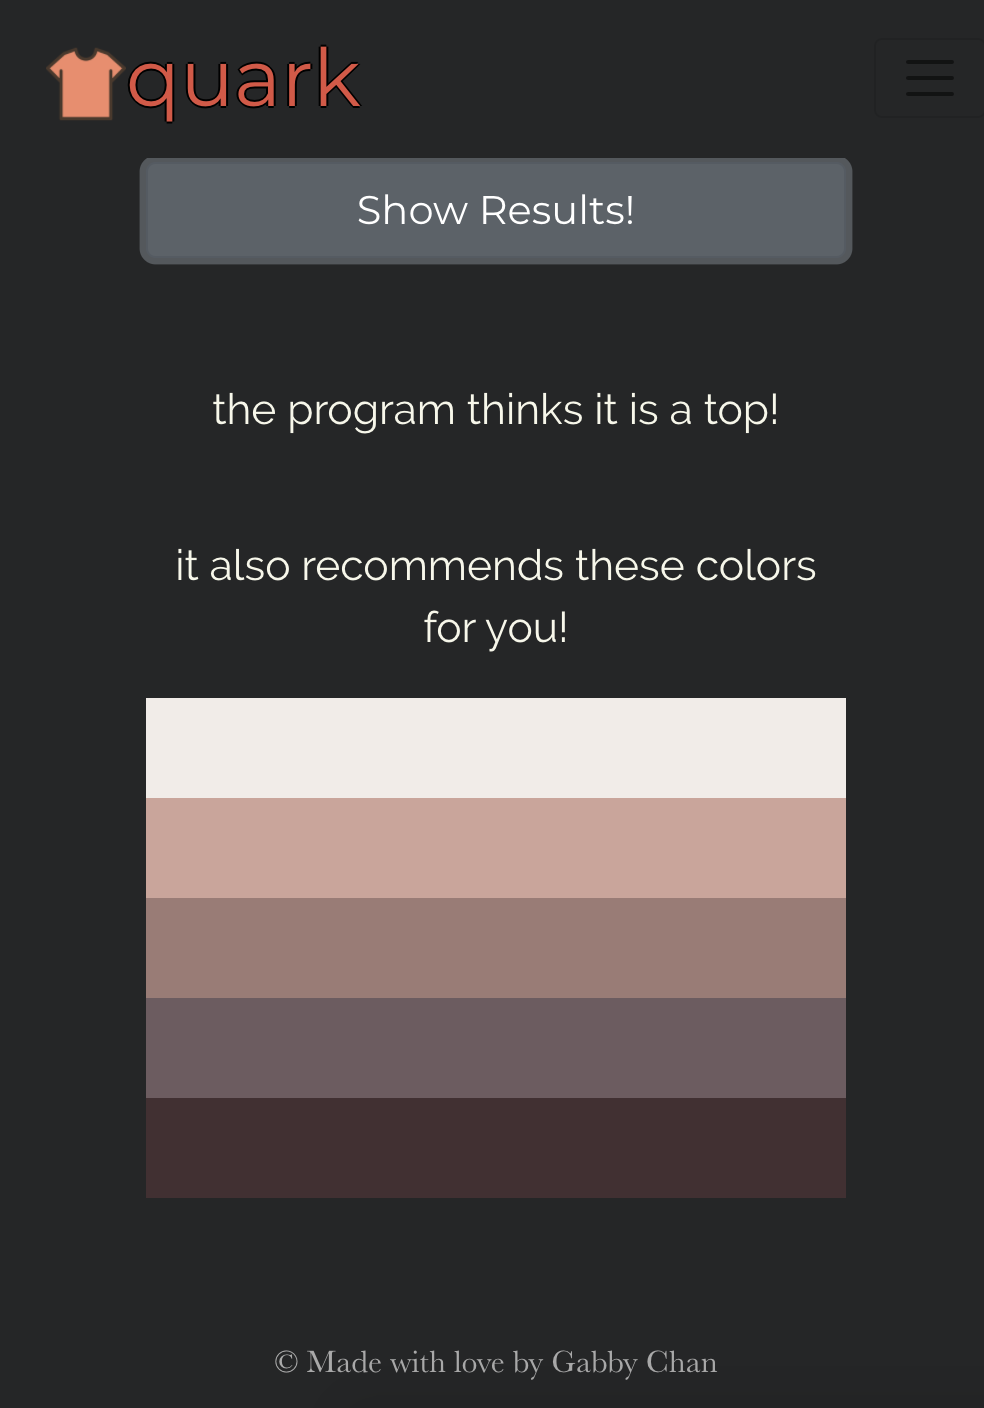 quark
Show Results!
the program thinks it is a top!
it also recommends these colors
for you!
© Made with love by Gabby Chan